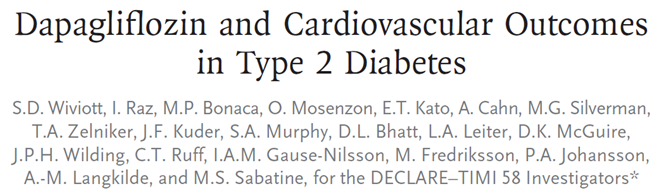 Dapagliflozin and Cardiovascular Outcomes
in Type 2 Diabetes
S.D. Wiviott, I. Raz, M.P. Bonaca, O. Mosenzon, E.T. Kato, A. Cahn, M.G. Silverman,
T.A. Zelniker, J.F. Kuder, S.A. Murphy, D.L. Bhatt, L.A. Leiter, D.K. McGuire,
J.P.H. Wilding, C.T. Ruff, I.A.M. Gause-Nilsson, M. Fredriksson, P.A. Johansson,
A.-M. Langkilde, and M.S. Sabatine, for the DECLARE–TIMI 58 Investigators*